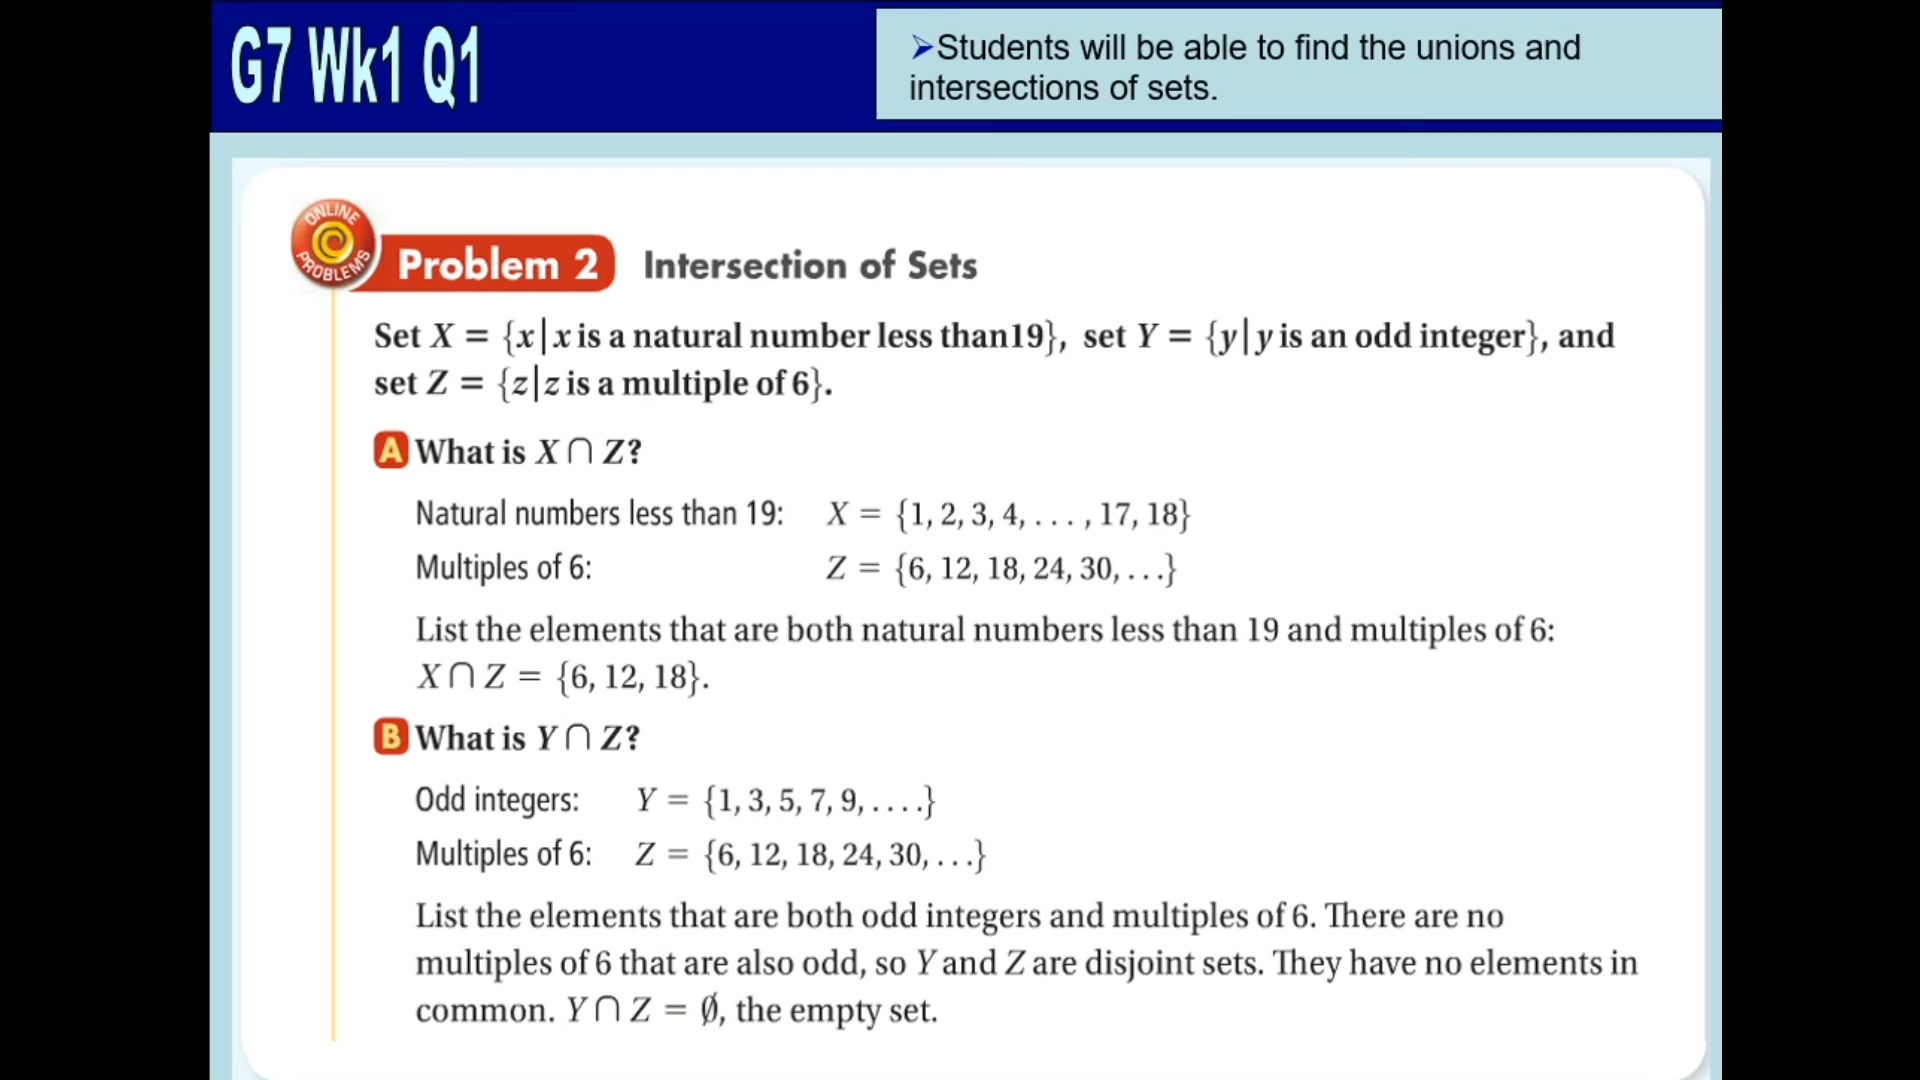 G7 Wk1 Q1
➢Students will be able to find the unions and
intersections of sets.
ONLINE
PROBLEMS
Problem 2 Intersection of Sets
Set X = {x|x is a natural number less than19}, set Y = {y|y is an odd integer}, and
set Z = {z|z is a multiple of 6}.
A What is X ∩ Z?
Natural numbers less than 19: X = {1, 2, 3, 4, . . . , 17, 18}
Multiples of 6: Z = {6, 12, 18, 24, 30, . . .}
List the elements that are both natural numbers less than 19 and multiples of 6:
X ∩ Z = {6, 12, 18}.
B What is Y ∩ Z?
Odd integers: Y = {1, 3, 5, 7, 9, . . . .}
Multiples of 6: Z = {6, 12, 18, 24, 30, . . .}
List the elements that are both odd integers and multiples of 6. There are no
multiples of 6 that are also odd, so Y and Z are disjoint sets. They have no elements in
common. Y ∩ Z = ∅, the empty set.